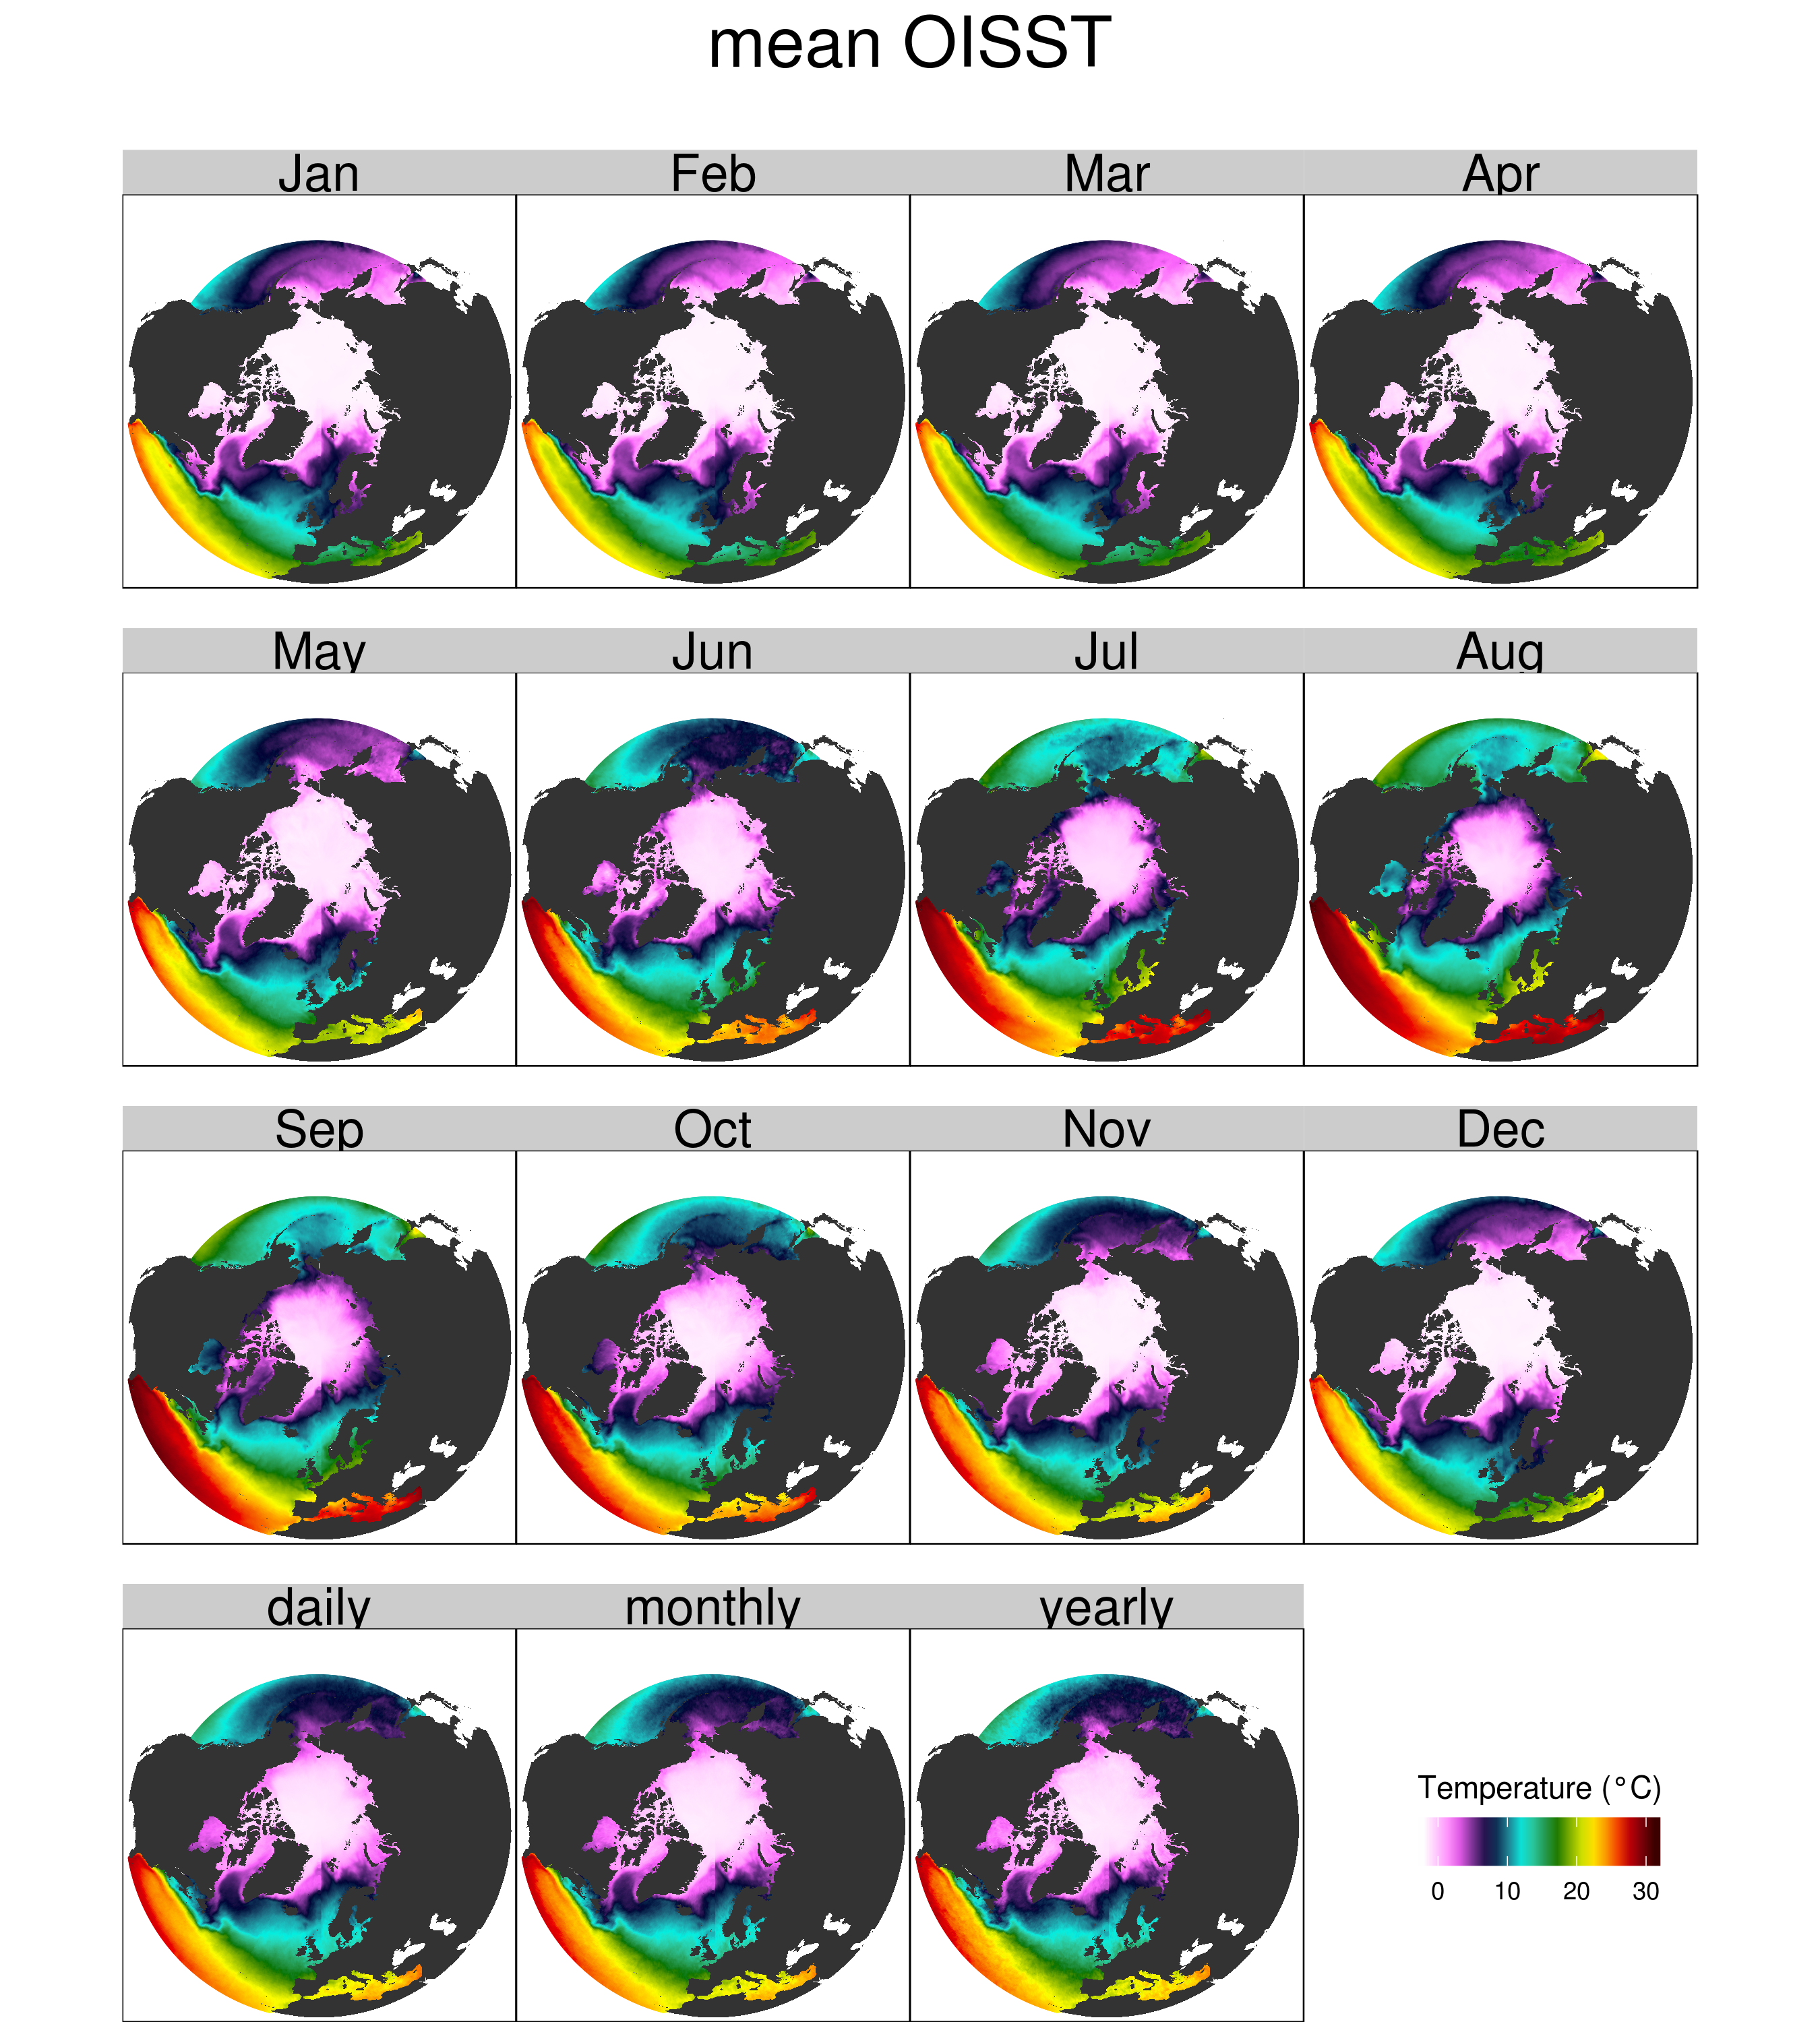 mean OISST
Jan Feb Mar Apr
May Jun Jul Aug
Sep Oct Nov Dec
daily monthly yearly
Temperature (°C)
0 10 20 30